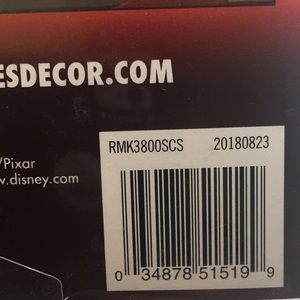 ESDECOR.COM
RMK3800SCS 20180823
/Pixar
w.disney.com
0 34878 51519 9